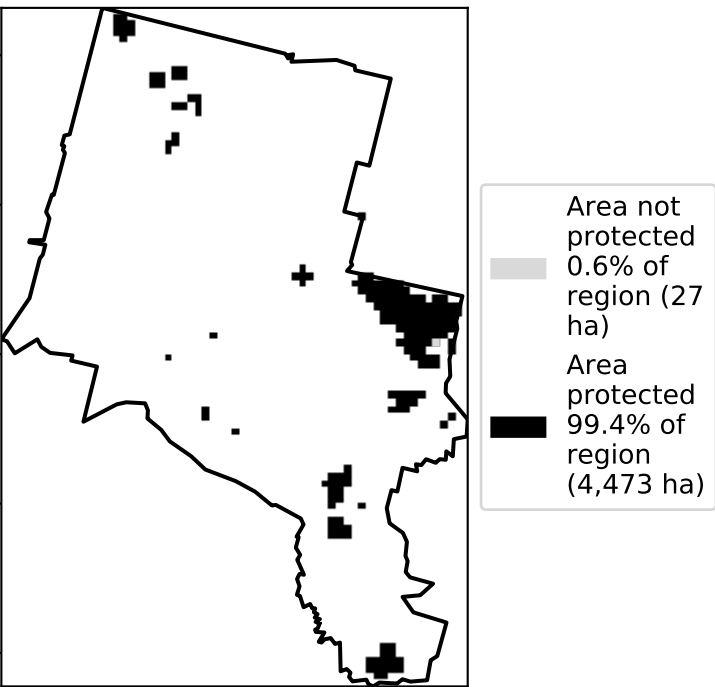 Area not
protected
0.6% of
region (27
ha)
Area
protected
99.4% of
region
(4,473 ha)